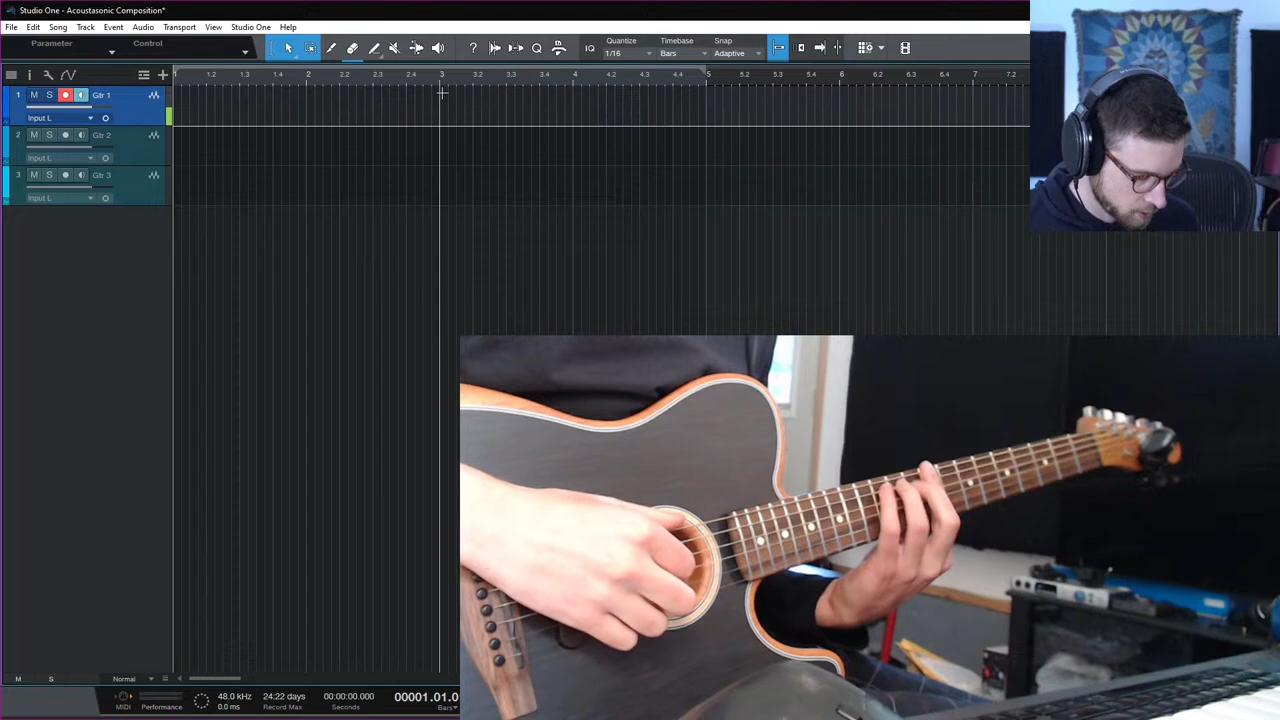 Studio One - Acoustasonic Composition*
File Edit Song Track Event Audio Transport View Studio One Help
Parameter Control
IQ Quantize 1/16 Timebase Bars Snap Adaptive
1 1.2 1.3 1.4 2 2.2 2.3 2.4 3 3.2 3.3 3.4 4 4.2 4.3 4.4 5 5.2 5.3 5.4 6 6.2 6.3 6.4 7 7.2
1 M S Gtr 1
Input L
2 M S Gtr 2
Input L
3 M S Gtr 3
Input L
M S Normal
MIDI Performance 48.0 kHz 0.0 ms 24:22 days Record Max 00:00:00.000 Seconds 00001.01.0 Bars